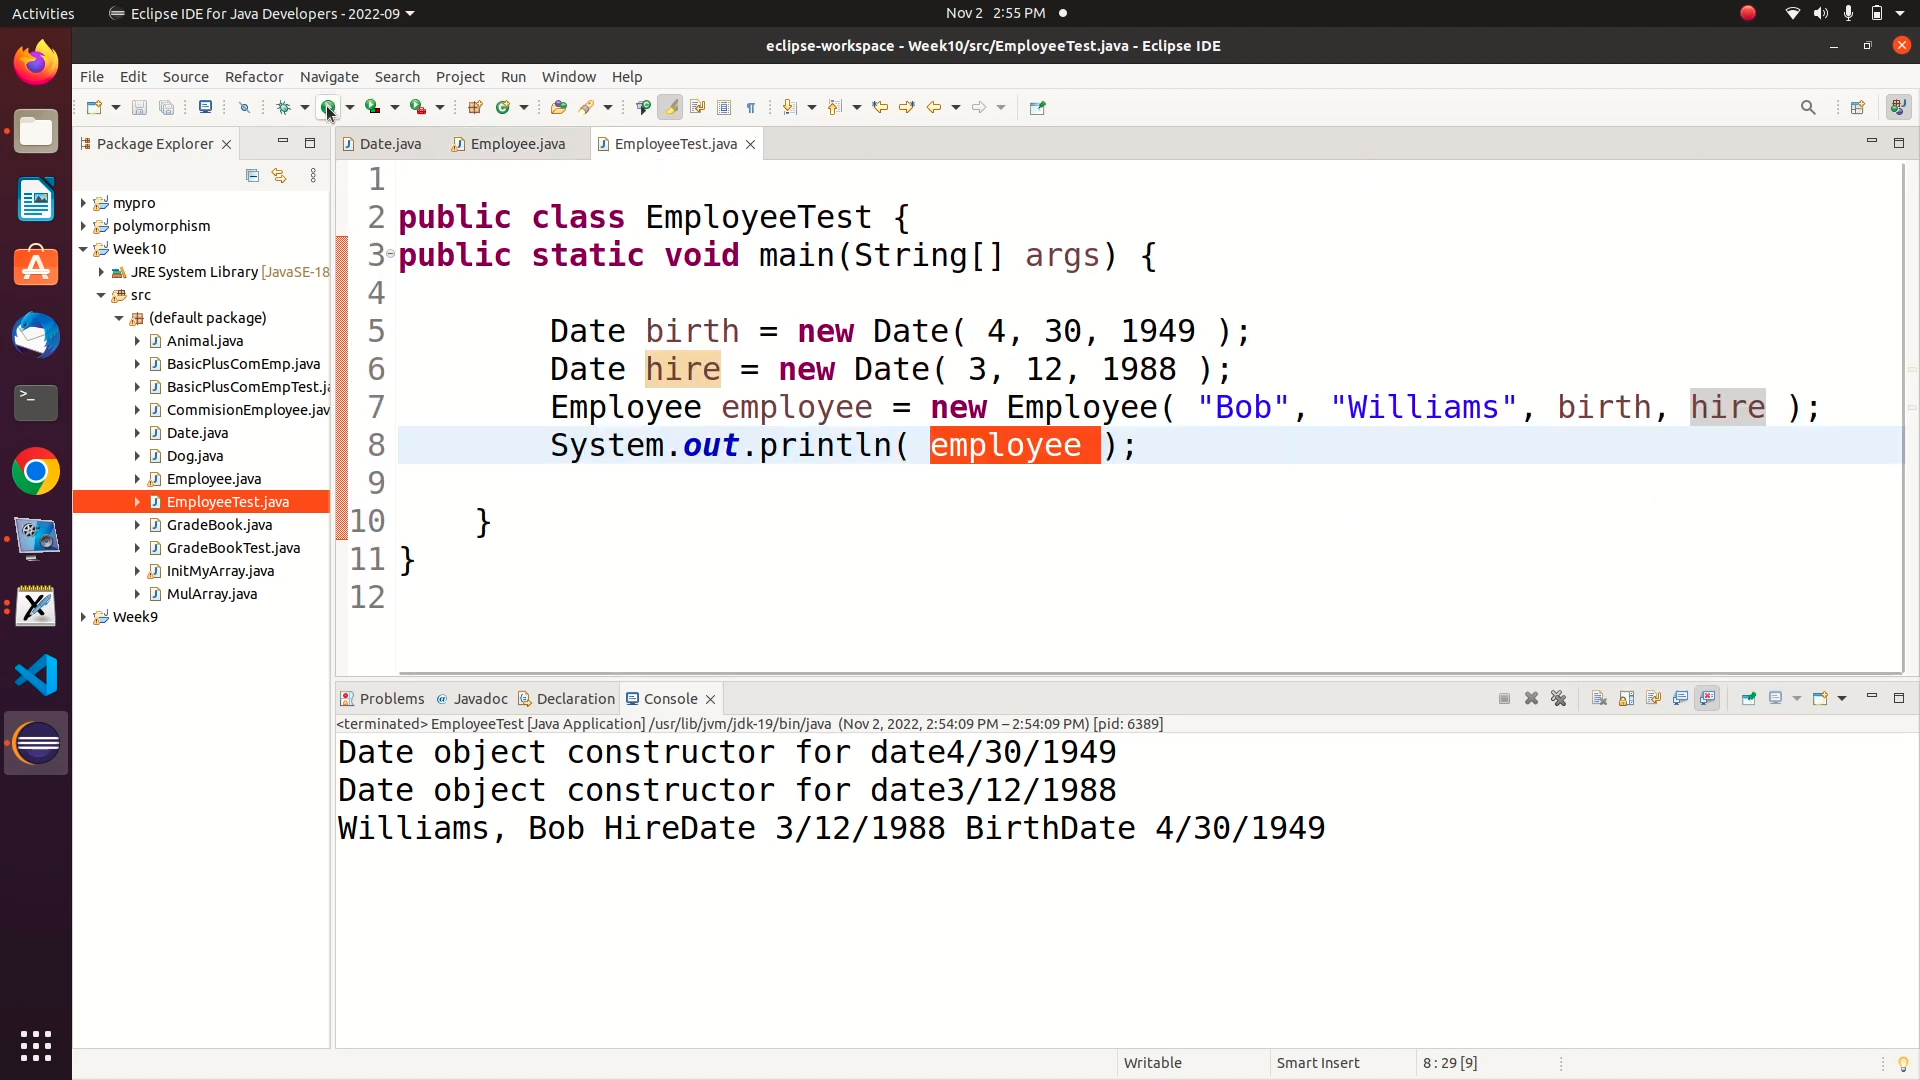 Activities
Eclipse IDE for Java Developers - 2022-09
Nov 2 2:55 PM
eclipse-workspace - Week10/src/EmployeeTest.java - Eclipse IDE
File Edit Source Refactor Navigate Search Project Run Window Help
Package Explorer
Date.java Employee.java EmployeeTest.java
mypro
polymorphism
Week10
JRE System Library [JavaSE-18
src
(default package)
Animal.java
BasicPlusComEmp.java
BasicPlusComEmpTest.ja
CommisionEmployee.jav
Date.java
Dog.java
Employee.java
EmployeeTest.java
GradeBook.java
GradeBookTest.java
InitMyArray.java
MulArray.java
Week9
1
2 public class EmployeeTest {
3 public static void main(String[] args) {
4
5 Date birth = new Date( 4, 30, 1949 );
6 Date hire = new Date( 3, 12, 1988 );
7 Employee employee = new Employee( "Bob", "Williams", birth, hire );
8 System.out.println( employee );
9
10 }
11 }
12
Problems Javadoc Declaration Console
<terminated> EmployeeTest [Java Application] /usr/lib/jvm/jdk-19/bin/java (Nov 2, 2022, 2:54:09 PM – 2:54:09 PM) [pid: 6389]
Date object constructor for date4/30/1949
Date object constructor for date3/12/1988
Williams, Bob HireDate 3/12/1988 BirthDate 4/30/1949
Writable
Smart Insert
8 : 29 [9]